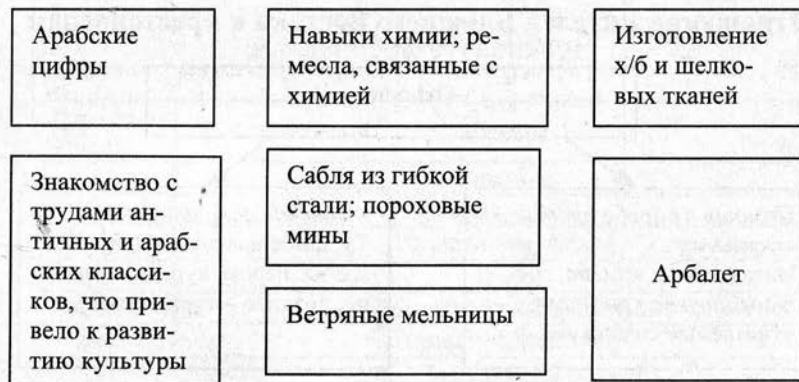 Арабские
цифры
Навыки химии; ре-
месла, связанные с
химией
Изготовление
х/б и шелко-
вых тканей
Знакомство с
трудами ан-
тичных и араб-
ских класси-
ков, что при-
вело к разви-
тию культуры
Сабля из гибкой
стали; пороховые
мины
Ветряные мельницы
Арбалет